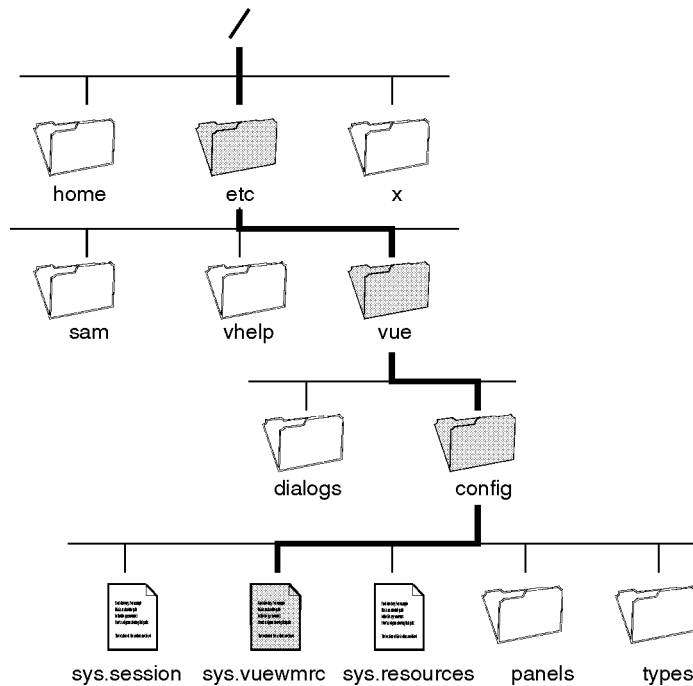 /
home etc x
sam vhelp vue
dialogs config
sys.session sys.vuewmrc sys.resources panels types